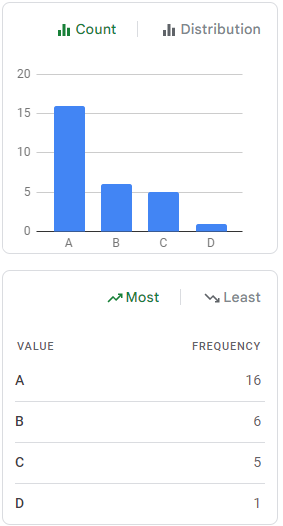 Count Distribution
20
15
10
5
0
A B C D
Most Least
VALUE FREQUENCY
A 16
B 6
C 5
D 1